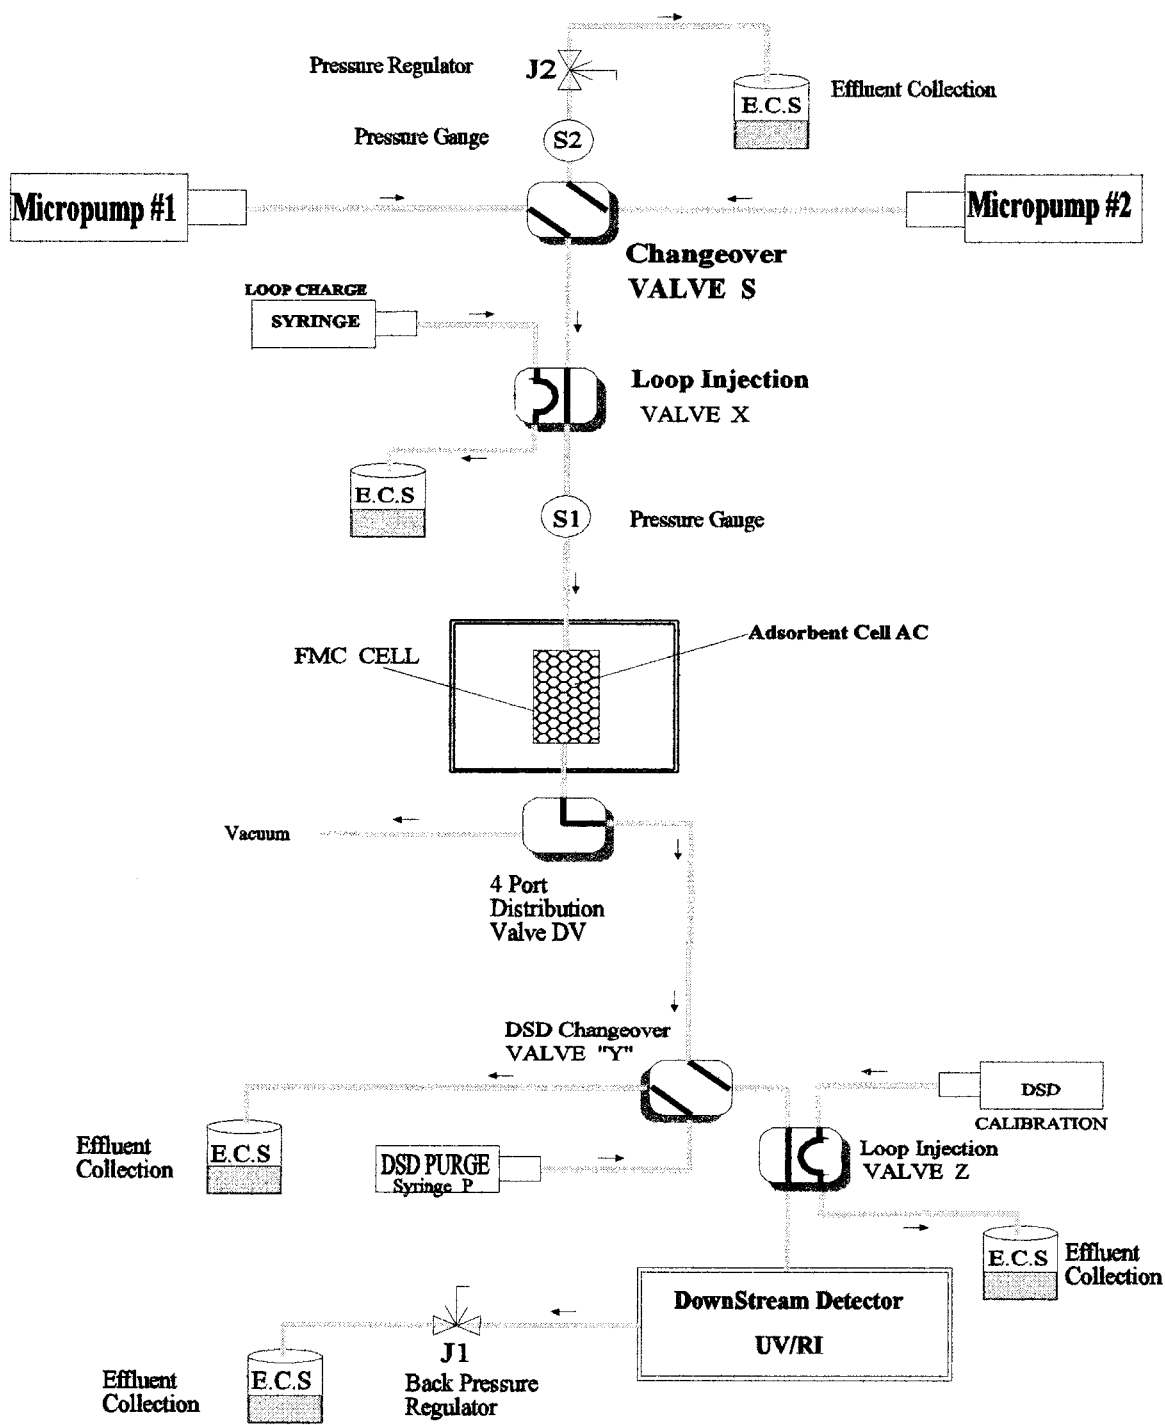 Pressure Regulator
J2
E.C.S
Effluent Collection
Pressure Gauge
S2
Micropump #1
Micropump #2
Changeover
VALVE S
LOOP CHARGE
SYRINGE
Loop Injection
VALVE X
E.C.S
S1
Pressure Gauge
Adsorbent Cell AC
FMC CELL
Vacuum
4 Port
Distribution
Valve DV
DSD Changeover
VALVE "Y"
DSD
CALIBRATION
Effluent
Collection
E.C.S
DSD PURGE
Syringe P
Loop Injection
VALVE Z
E.C.S
Effluent
Collection
DownStream Detector
UV/RI
J1
Back Pressure
Regulator
Effluent
Collection
E.C.S